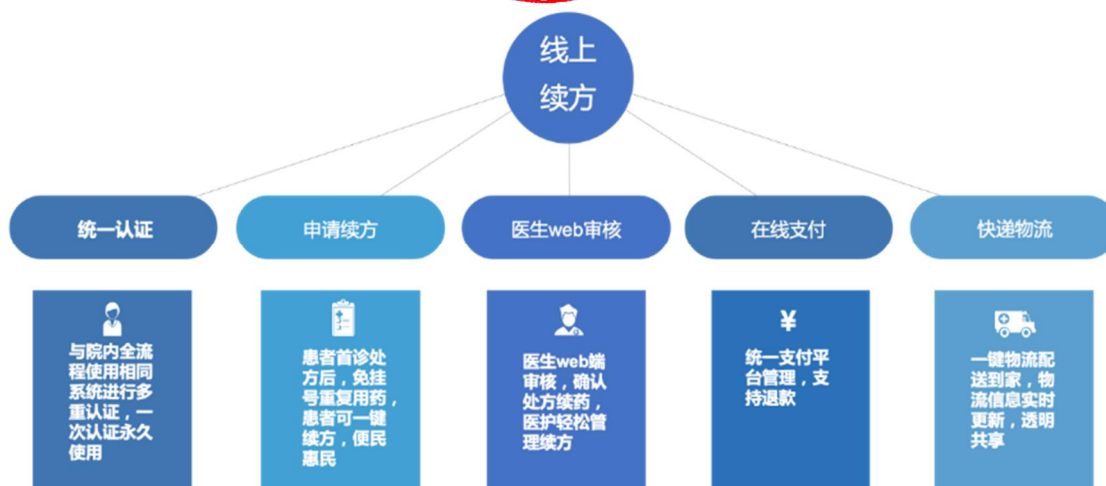 线上
续方
统一认证
申请续方
医生web审核
在线支付
快递物流
与院内全流
程使用相同
系统进行多
重认证，一
次认证永久
使用
患者首诊处
方后，免挂
号重复用药，
患者可一键
续方，便民
惠民
医生web端
审核，确认
处方续药，
医护轻松管
理续方
¥
统一支付平
台管理，支
持退款
一键物流配
送到家，物
流信息实时
更新，透明
共享